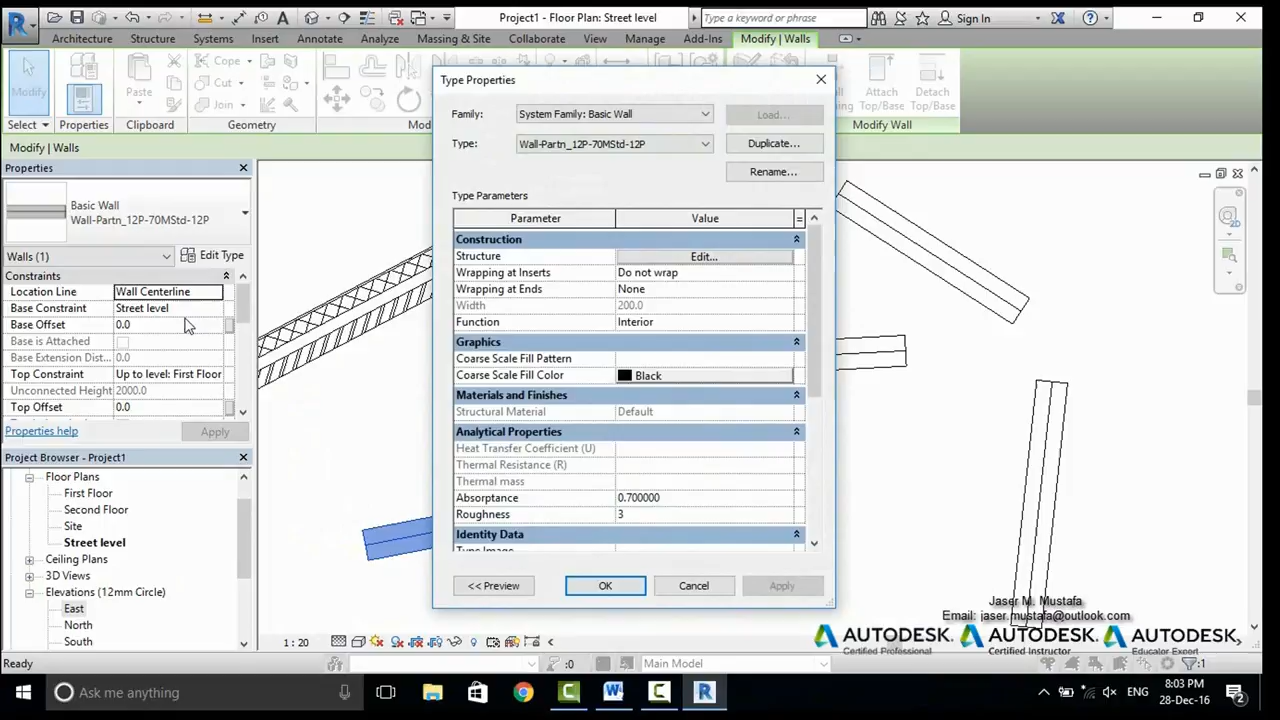 Project1 - Floor Plan: Street level
Type a keyword or phrase
Sign In
Architecture
Structure
Systems
Insert
Annotate
Analyze
Massing & Site
Collaborate
View
Manage
Add-Ins
Modify | Walls
Modify
Paste
Cope
Cut
Join
Attach
Top/Base
Detach
Top/Base
Select
Properties
Clipboard
Geometry
Modify Wall
Modify | Walls
Properties
Basic Wall
Wall-Partn_12P-70MStd-12P
Walls (1)
Edit Type
Constraints
Location Line Wall Centerline
Base Constraint Street level
Base Offset 0.0
Base is Attached
Base Extension Dist... 0.0
Top Constraint Up to level: First Floor
Unconnected Height 2000.0
Top Offset 0.0
Properties help
Apply
Project Browser - Project1
Floor Plans
First Floor
Second Floor
Site
Street level
Ceiling Plans
3D Views
Elevations (12mm Circle)
East
North
South
Type Properties
Family:
System Family: Basic Wall
Load...
Type:
Wall-Partn_12P-70MStd-12P
Duplicate...
Rename...
Type Parameters
Parameter Value =
Construction
Structure Edit...
Wrapping at Inserts Do not wrap
Wrapping at Ends None
Width 200.0
Function Interior
Graphics
Coarse Scale Fill Pattern
Coarse Scale Fill Color Black
Materials and Finishes
Structural Material Default
Analytical Properties
Heat Transfer Coefficient (U)
Thermal Resistance (R)
Thermal mass
Absorptance 0.700000
Roughness 3
Identity Data
<< Preview
OK
Cancel
Apply
Jaser M. Mustafa
Email: jaser.mustafa@outlook.com
AUTODESK.
Certified Professional
AUTODESK.
Certified Instructor
AUTODESK.
Educator Expert
1 : 20
Ready
:0
Main Model
:1
Ask me anything
ENG
8:03 PM
28-Dec-16
2